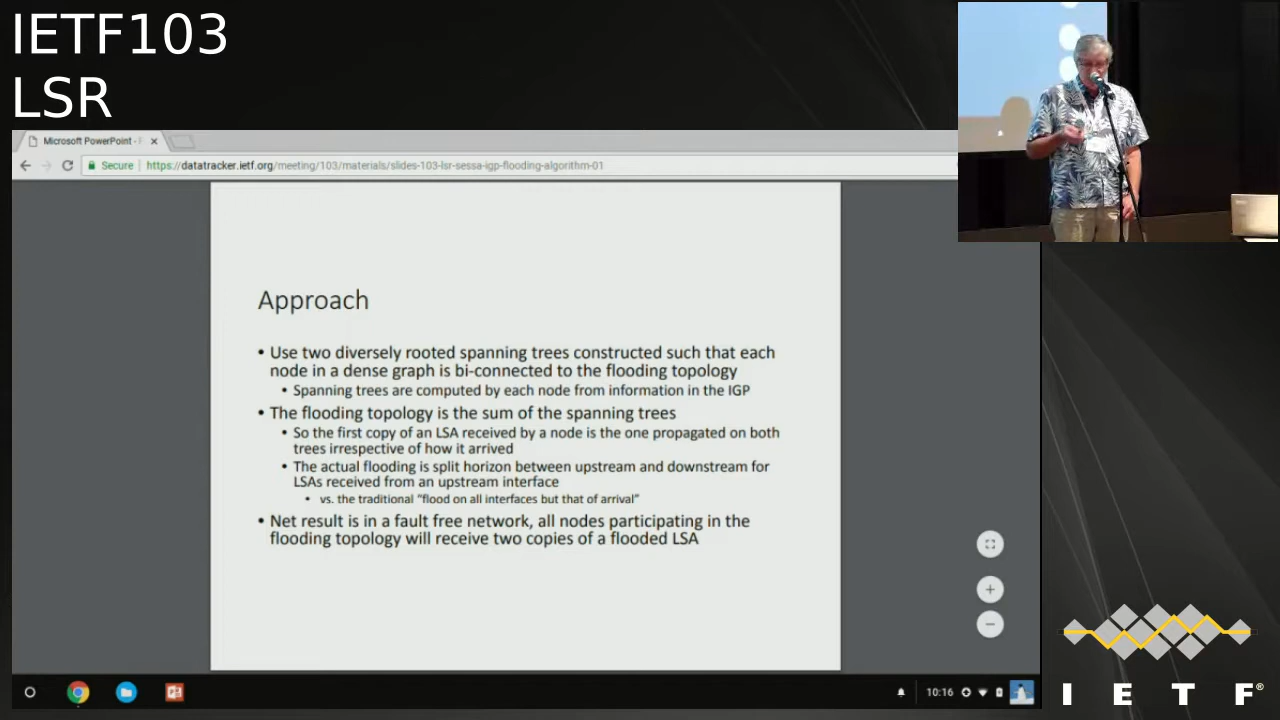 IETF103
LSR
Microsoft PowerPoint -
Secure
https://datatracker.ietf.org/meeting/103/materials/slides-103-lsr-sessa-igp-flooding-algorithm-01
Approach
• Use two diversely rooted spanning trees constructed such that each
node in a dense graph is bi-connected to the flooding topology
• Spanning trees are computed by each node from information in the IGP
• The flooding topology is the sum of the spanning trees
• So the first copy of an LSA received by a node is the one propagated on both
trees irrespective of how it arrived
• The actual flooding is split horizon between upstream and downstream for
LSAs received from an upstream interface
• vs. the traditional “flood on all interfaces but that of arrival”
• Net result is in a fault free network, all nodes participating in the
flooding topology will receive two copies of a flooded LSA
10:16
IETF®